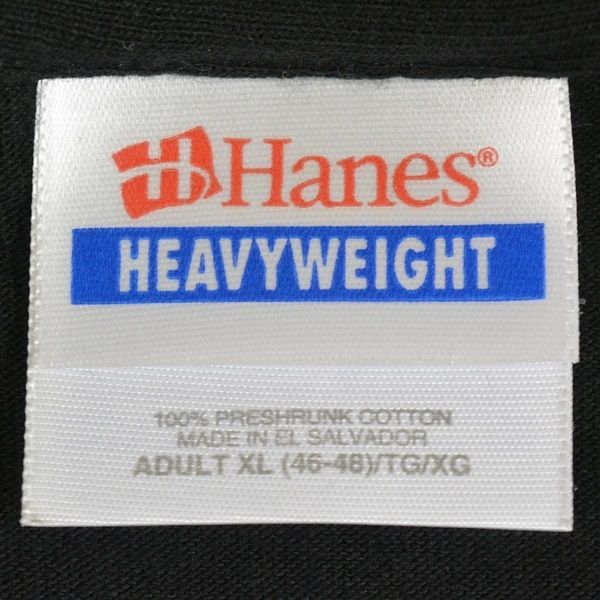 Hanes®
HEAVYWEIGHT
100% PRESHRUNK COTTON
MADE IN EL SALVADOR
ADULT XL (46-48)/TG/XG